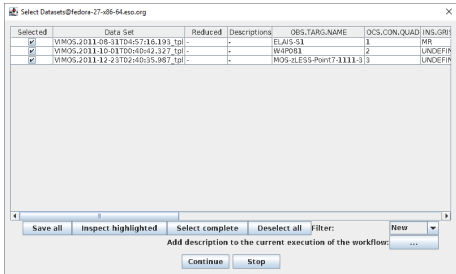 Select Datasets@fedora-27-x86-64.eso.org
Selected Data Set Reduced Descriptions OBS.TARG.NAME OCS.CON.QUAD INS.GRIS
VIMOS.2011-08-31T04:57:16.193_tpl - - ELAIS-S1 1 MR
VIMOS.2011-10-01T00:40:42.327_tpl - - W4P081 2 UNDEFIN
VIMOS.2011-12-23T02:40:35.987_tpl - - MOS-zLESS-Point7-1111-3 3 UNDEFIN
Save all Inspect highlighted Select complete Deselect all Filter: New
Add description to the current execution of the workflow: ...
Continue Stop